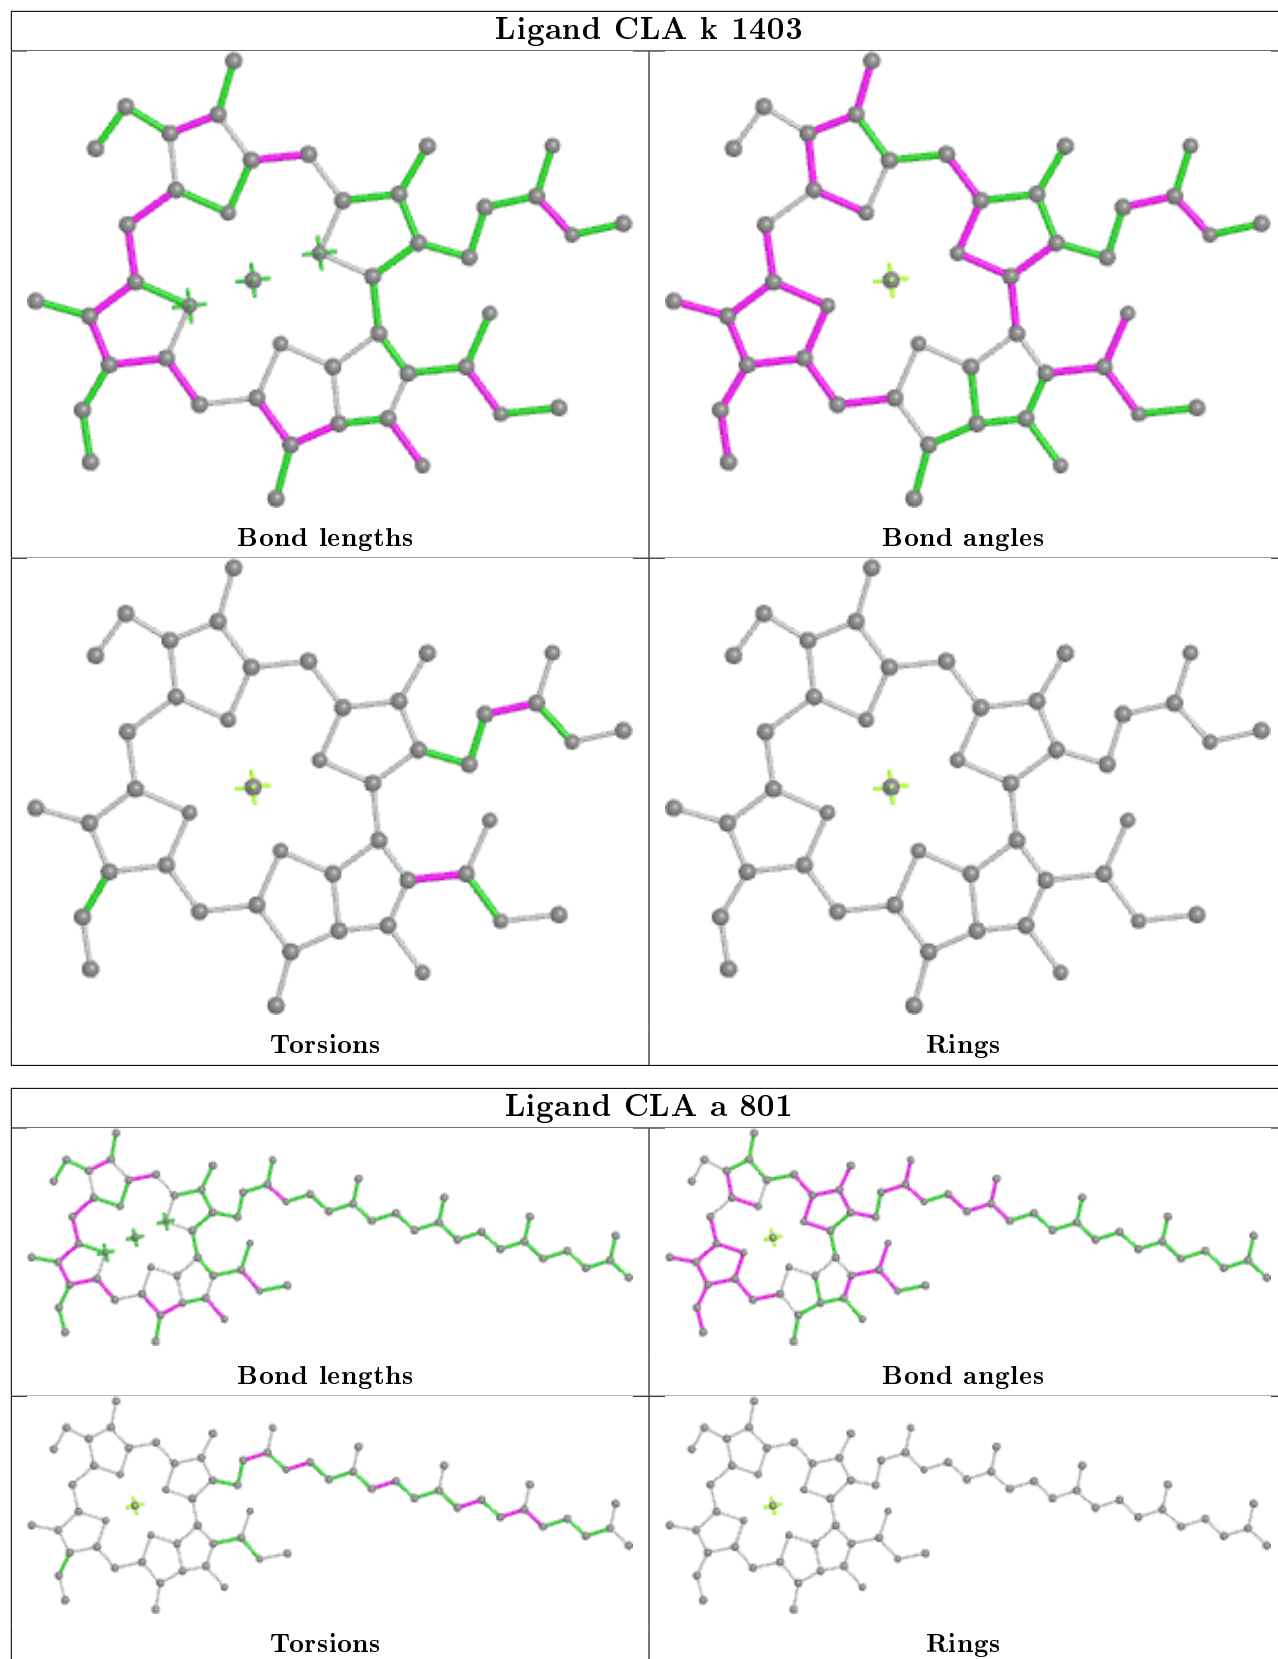 Ligand CLA k 1403
Bond lengths
Bond angles
Torsions
Rings
Ligand CLA a 801
Bond lengths
Bond angles
Torsions
Rings